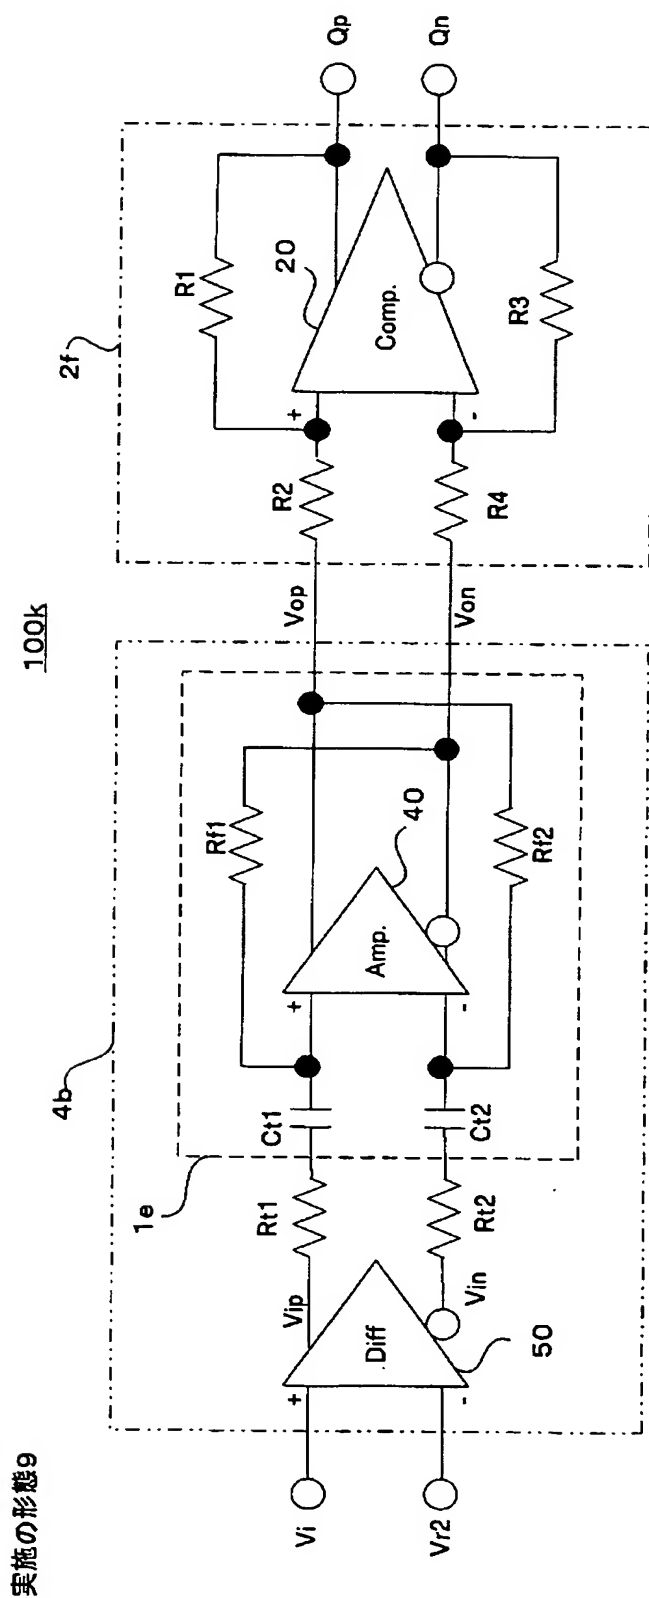 実施の形態9
100k
4b
2f
1e
Vi
Vr2
+
-
Diff
50
Vip
Vin
Rt1
Rt2
Ct1
Ct2
Rf1
Rf2
+
-
Amp.
40
Vop
Von
R2
R4
R1
R3
+
-
Comp.
20
Qp
Qn